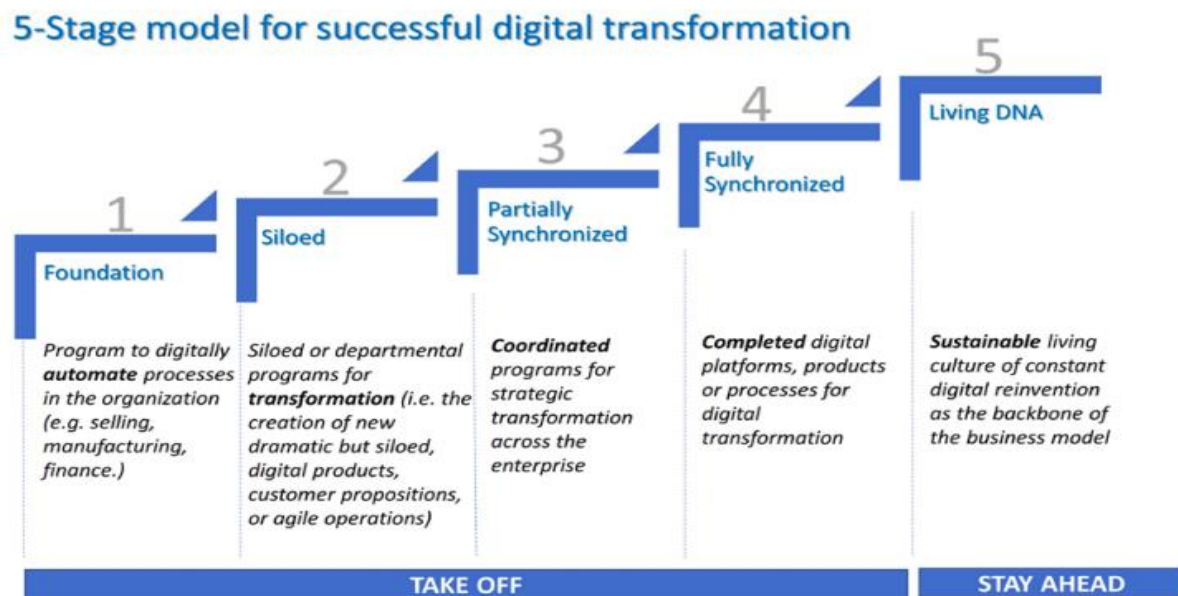 5-Stage model for successful digital transformation
1
Foundation
Program to digitally
automate processes
in the organization
(e.g. selling,
manufacturing,
finance.)
2
Siloed
Siloed or departmental
programs for
transformation (i.e. the
creation of new
dramatic but siloed,
digital products,
customer propositions,
or agile operations)
3
Partially
Synchronized
Coordinated
programs for
strategic
transformation
across the
enterprise
4
Fully
Synchronized
Completed digital
platforms, products
or processes for
digital
transformation
5
Living DNA
Sustainable living
culture of constant
digital reinvention
as the backbone of
the business model
TAKE OFF
STAY AHEAD